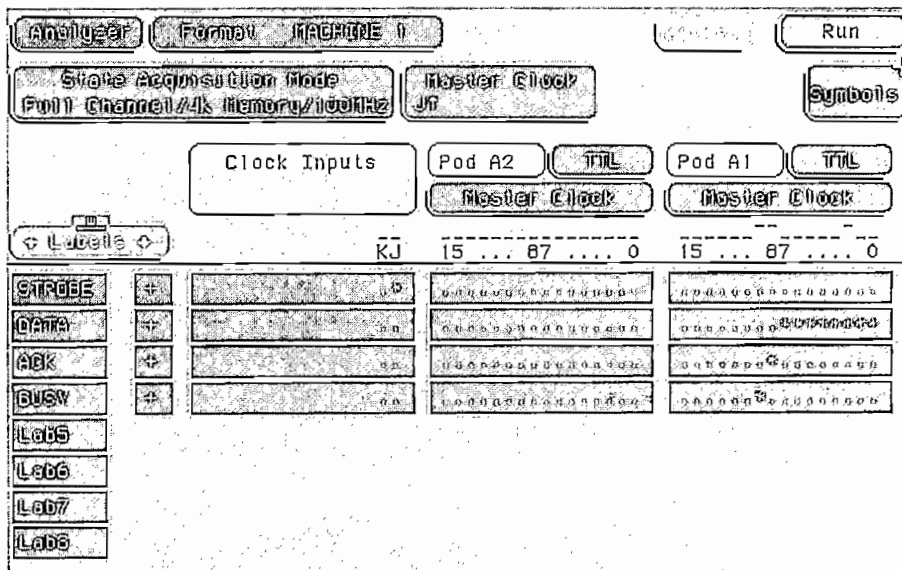 Analyzer Format MACHINE 1 Run
State Acquisition Mode
Full Channel/4k Memory/100MHz
Master Clock
J↑
Symbols
Clock Inputs
Pod A2 TTL
Pod A1 TTL
Master Clock
Master Clock
Labels
KJ 15 ... 87 .... 0 15 ... 87 .... 0
STROBE +
DATA +
ACK +
BUSY +
Lab5
Lab6
Lab7
Lab8